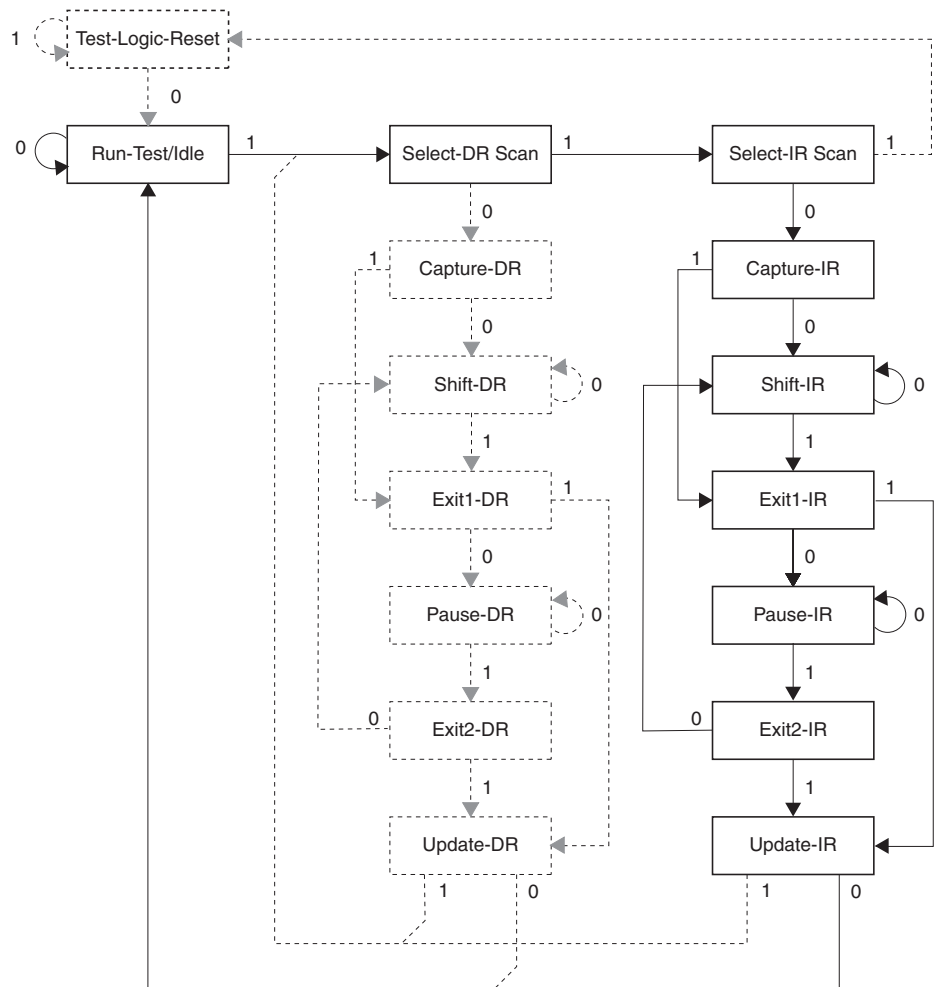 1 Test-Logic-Reset
0
0 Run-Test/Idle 1 Select-DR Scan 1 Select-IR Scan 1
0 0
1 Capture-DR 1 Capture-IR
0 0
Shift-DR 0 Shift-IR 0
1 1
Exit1-DR 1 Exit1-IR 1
0 0
Pause-DR 0 Pause-IR 0
1 1
0 Exit2-DR 0 Exit2-IR
1 1
Update-DR Update-IR
1 0 1 0